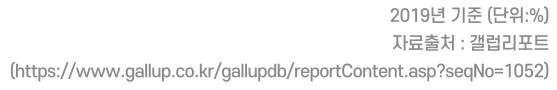 2019년 기준 (단위:%)
자료출처 : 갤럽리포트
(https://www.gallup.co.kr/gallupdb/reportContent.asp?seqNo=1052)